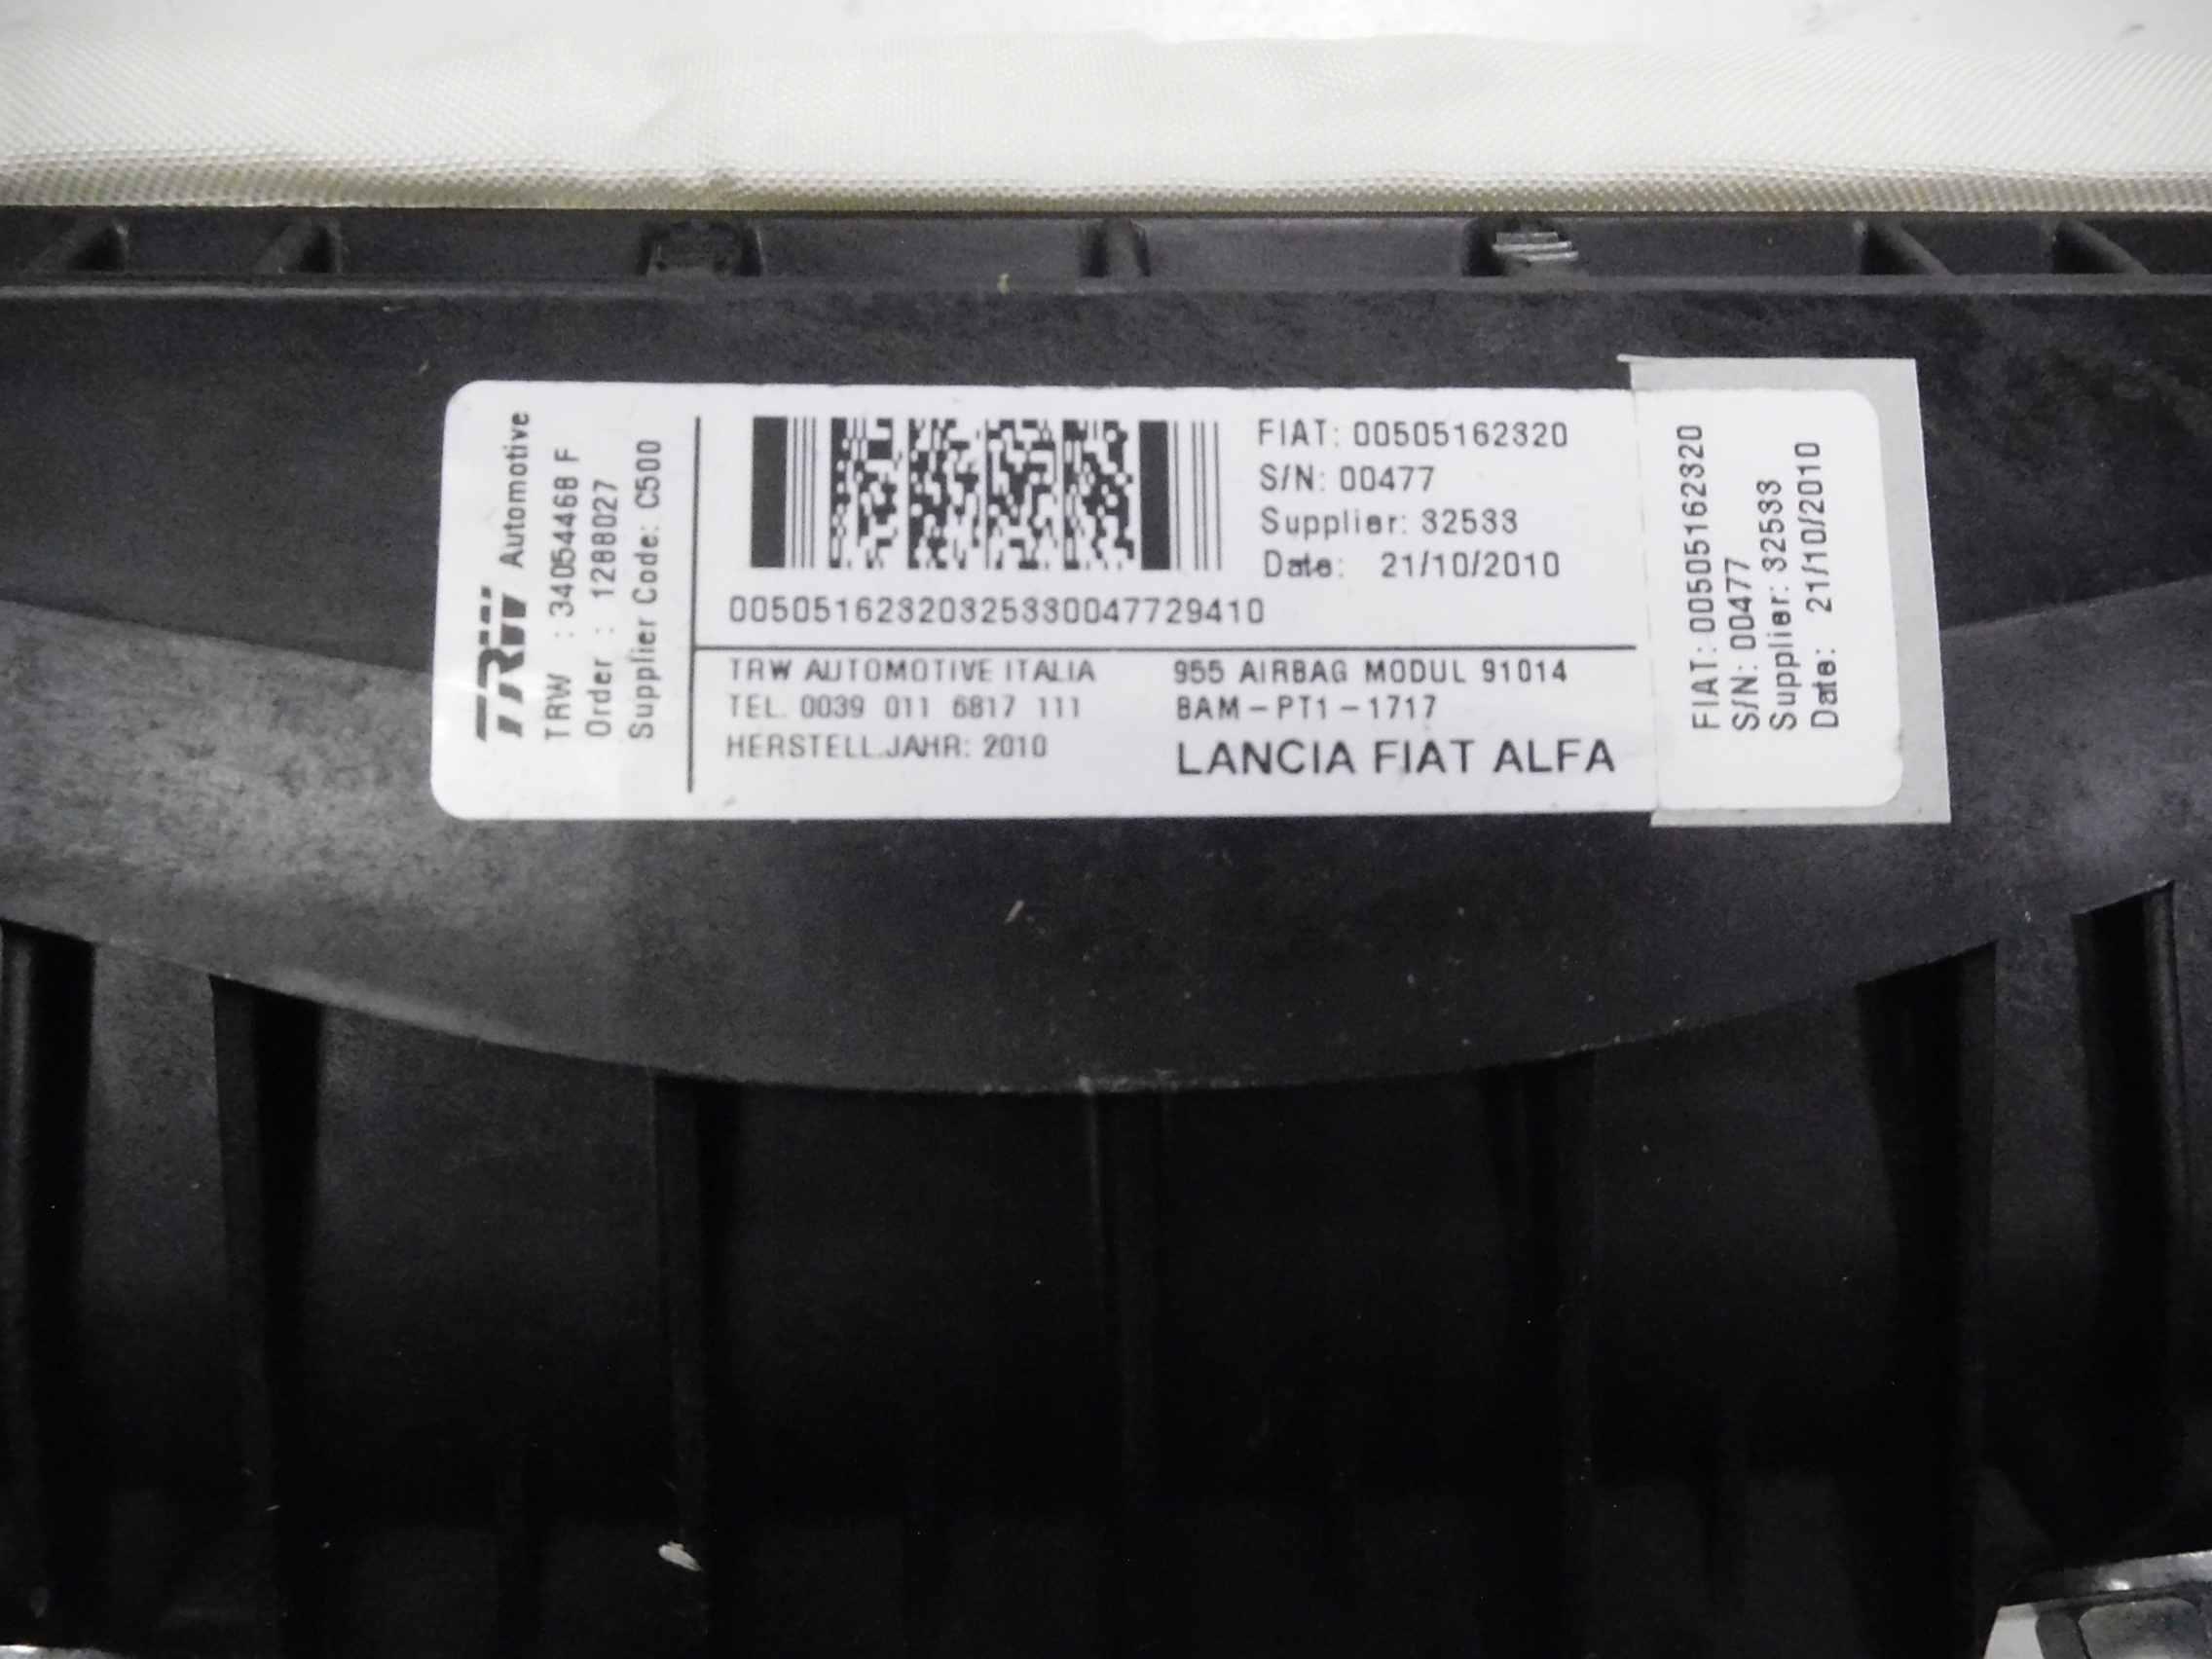 TRW Automotive
TRW : 34054468 F
Order : 1288027
Supplier Code: C500
FIAT: 00505162320
S/N: 00477
Supplier: 32533
Date: 21/10/2010
00505162320325330047729410
TRW AUTOMOTIVE ITALIA
TEL. 0039 011 6817 111
HERSTELL.JAHR: 2010
955 AIRBAG MODUL 91014
BAM-PT1-1717
LANCIA FIAT ALFA
FIAT: 00505162320
S/N: 00477
Supplier: 32533
Date: 21/10/2010